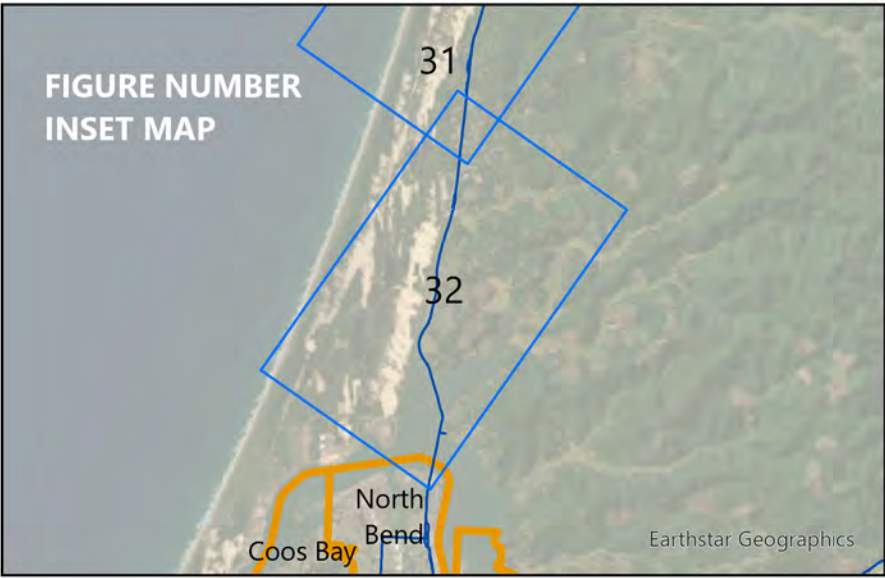 FIGURE NUMBER
INSET MAP
31
32
North
Bend
Coos Bay
Earthstar Geographics